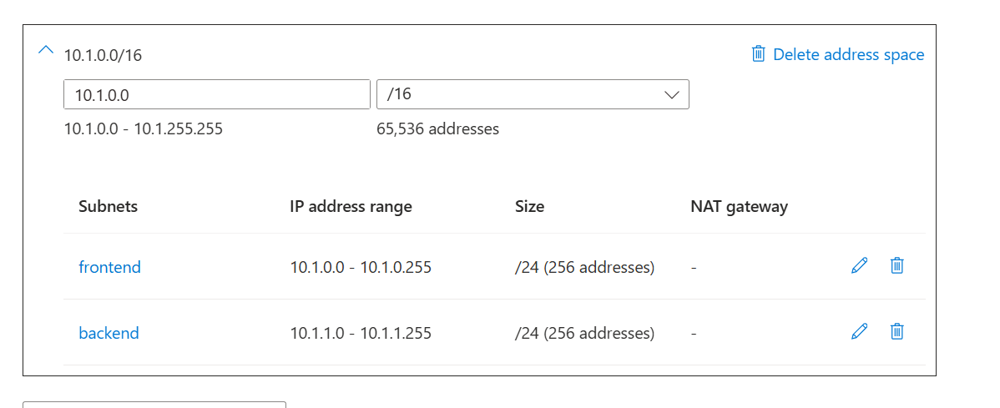 10.1.0.0/16
Delete address space
10.1.0.0
/16
10.1.0.0 - 10.1.255.255
65,536 addresses
Subnets IP address range Size NAT gateway
frontend 10.1.0.0 - 10.1.0.255 /24 (256 addresses) -
backend 10.1.1.0 - 10.1.1.255 /24 (256 addresses) -